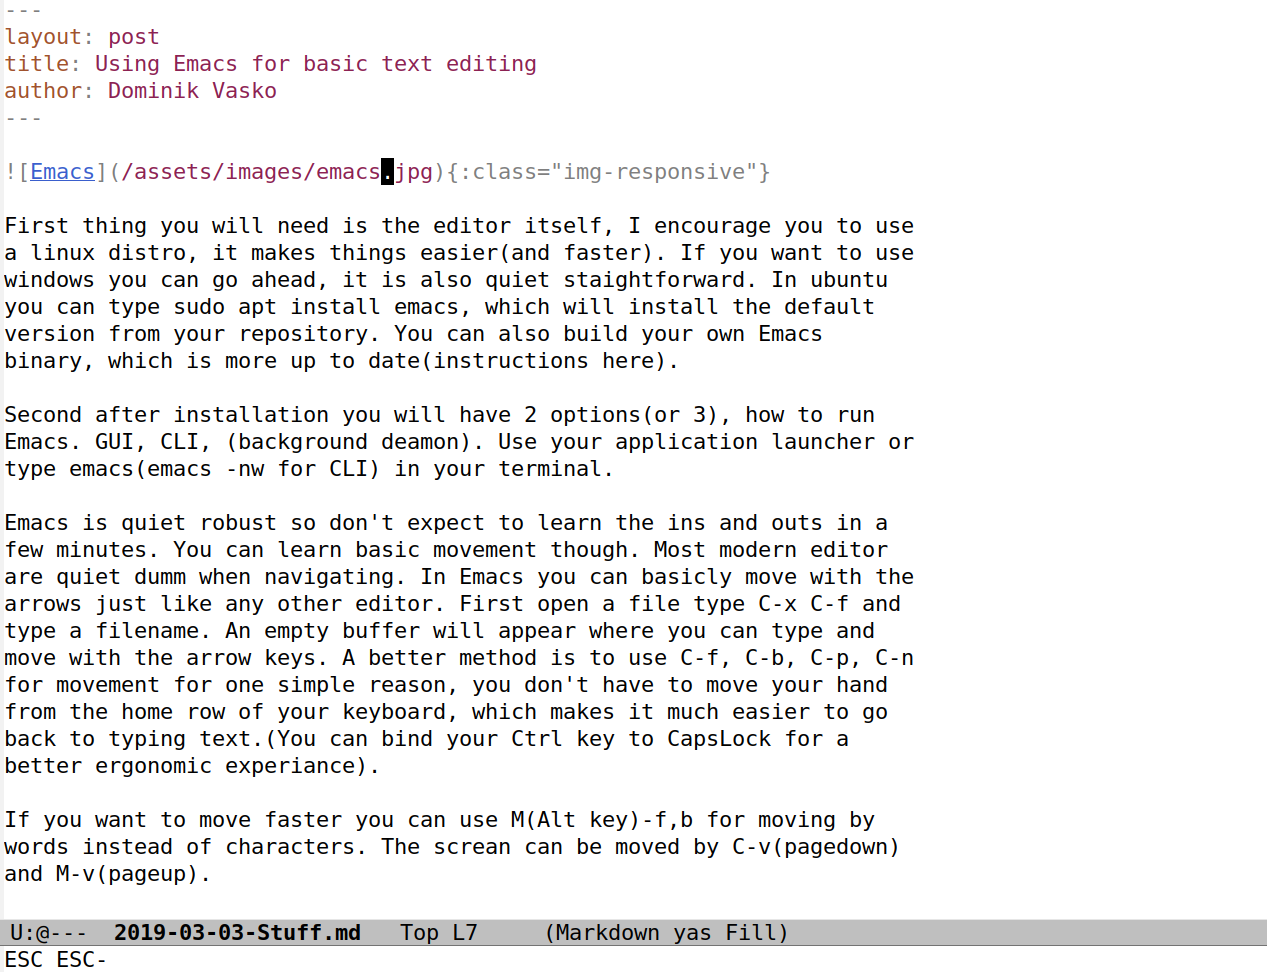 ---
layout: post
title: Using Emacs for basic text editing
author: Dominik Vasko
---
![Emacs](/assets/images/emacs.jpg){:class="img-responsive"}
First thing you will need is the editor itself, I encourage you to use
a linux distro, it makes things easier(and faster). If you want to use
windows you can go ahead, it is also quiet staightforward. In ubuntu
you can type sudo apt install emacs, which will install the default
version from your repository. You can also build your own Emacs
binary, which is more up to date(instructions here).
Second after installation you will have 2 options(or 3), how to run
Emacs. GUI, CLI, (background deamon). Use your application launcher or
type emacs(emacs -nw for CLI) in your terminal.
Emacs is quiet robust so don't expect to learn the ins and outs in a
few minutes. You can learn basic movement though. Most modern editor
are quiet dumm when navigating. In Emacs you can basicly move with the
arrows just like any other editor. First open a file type C-x C-f and
type a filename. An empty buffer will appear where you can type and
move with the arrow keys. A better method is to use C-f, C-b, C-p, C-n
for movement for one simple reason, you don't have to move your hand
from the home row of your keyboard, which makes it much easier to go
back to typing text.(You can bind your Ctrl key to CapsLock for a
better ergonomic experiance).
If you want to move faster you can use M(Alt key)-f,b for moving by
words instead of characters. The screan can be moved by C-v(pagedown)
and M-v(pageup).
U:@---  2019-03-03-Stuff.md   Top L7     (Markdown yas Fill)
ESC ESC-